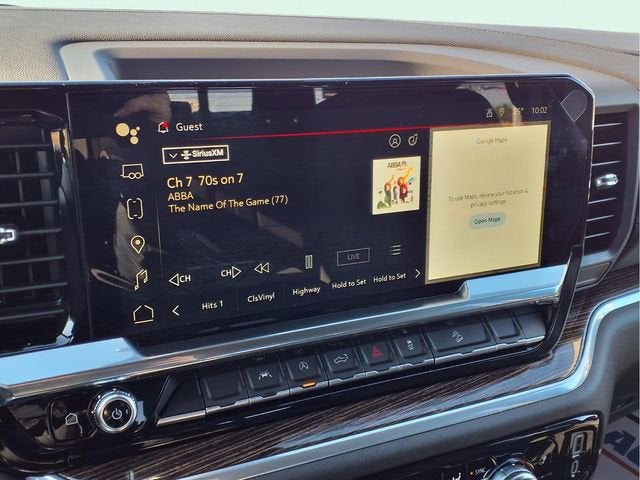 Guest
10:02
SiriusXM
Ch 7 70s on 7
ABBA
The Name Of The Game (77)
ABBA
Google Maps
To use Maps, review your location &
privacy settings
Open Maps
CH
CH
LIVE
Hits 1
ClsVinyl
Highway
Hold to Set
Hold to Set
SYNC